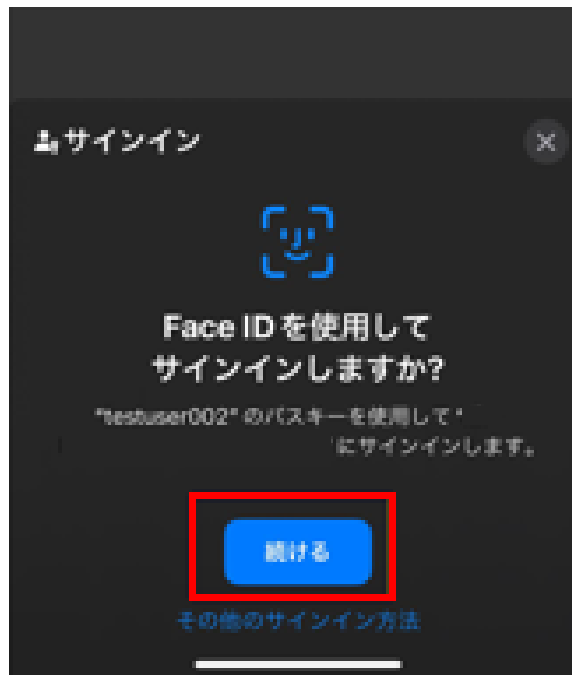 サインイン
Face IDを使用して
サインインしますか?
"testuser002"のパスキーを使用して"
"にサインインします。
続ける
その他のサインイン方法